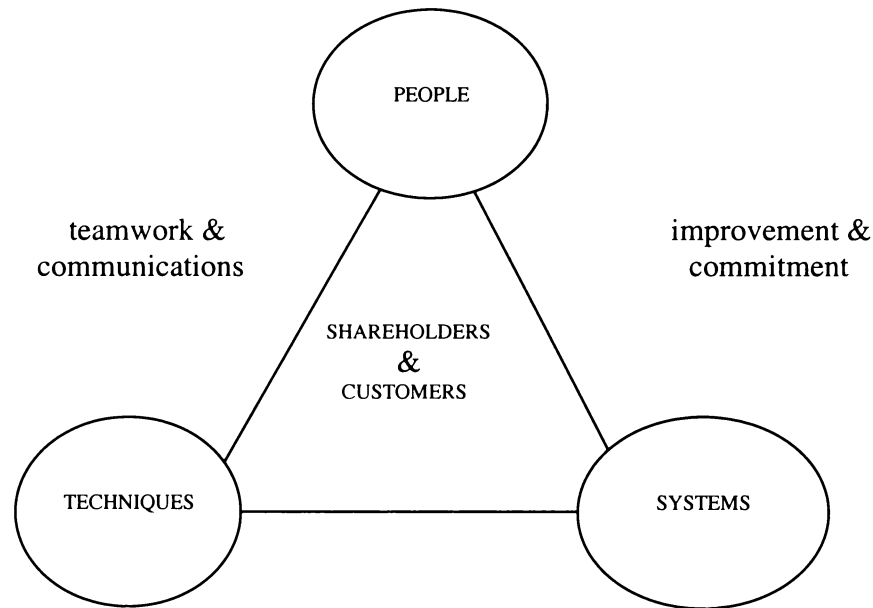 PEOPLE
teamwork &
communications
improvement &
commitment
SHAREHOLDERS
&
CUSTOMERS
TECHNIQUES
SYSTEMS